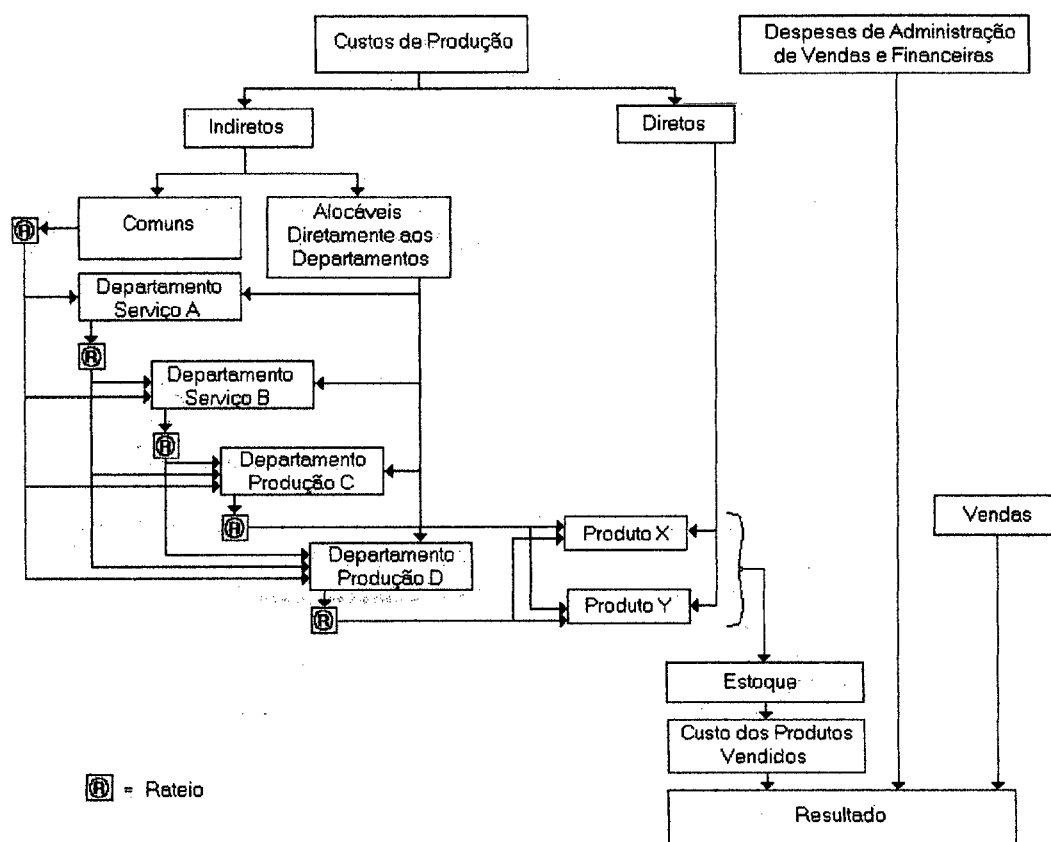 Custos de Produção
Despesas de Administração
de Vendas e Financeiras
Indiretos
Diretos
Comuns
Alocáveis
Diretamente aos
Departamentos
R
Departamento
Serviço A
R
Departamento
Serviço B
R
Departamento
Produção C
R
Departamento
Produção D
R
Produto X
Produto Y
Vendas
Estoque
Custo dos Produtos
Vendidos
Resultado
R = Rateio